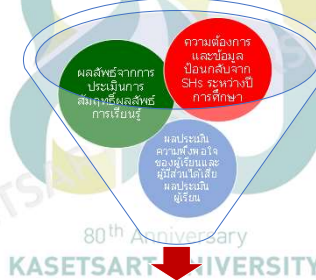 ความต้องการ
และข้อมูล
ป้อนกลับจาก
SHs ระหว่างปี
การศึกษา
ผลลัพธ์จากการ
ประเมินการ
สัมฤทธิ์ผลลัพธ์
การเรียนรู้
ผลประเมิน
ความพึงพอใจ
ของผู้เรียนและ
ผู้มีส่วนได้เสีย
ผลประเมิน
ผู้เรียน
80th Anniversary
KASETSART UNIVERSITY